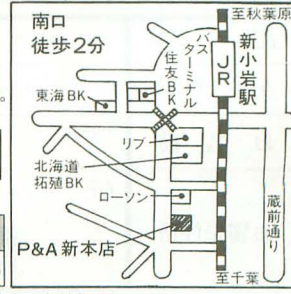 南口
徒歩2分
至秋葉原
バス
ターミナル
新小岩駅
JR
住友BK
東海BK
リブ
北海道
拓殖BK
ローソン
蔵前通り
P&A新本店
至千葉